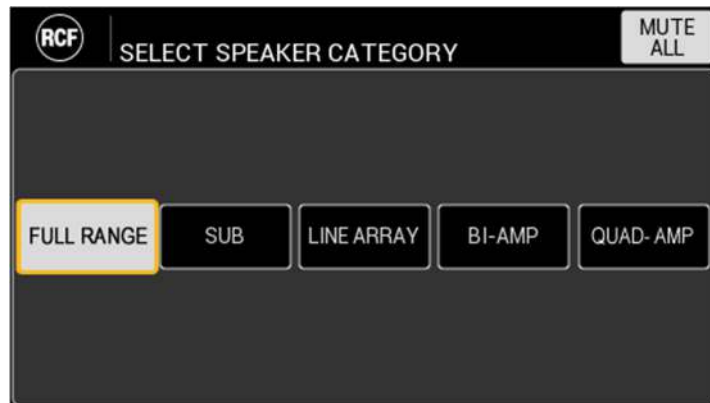 RCF
SELECT SPEAKER CATEGORY
MUTE
ALL
FULL RANGE
SUB
LINE ARRAY
BI-AMP
QUAD- AMP